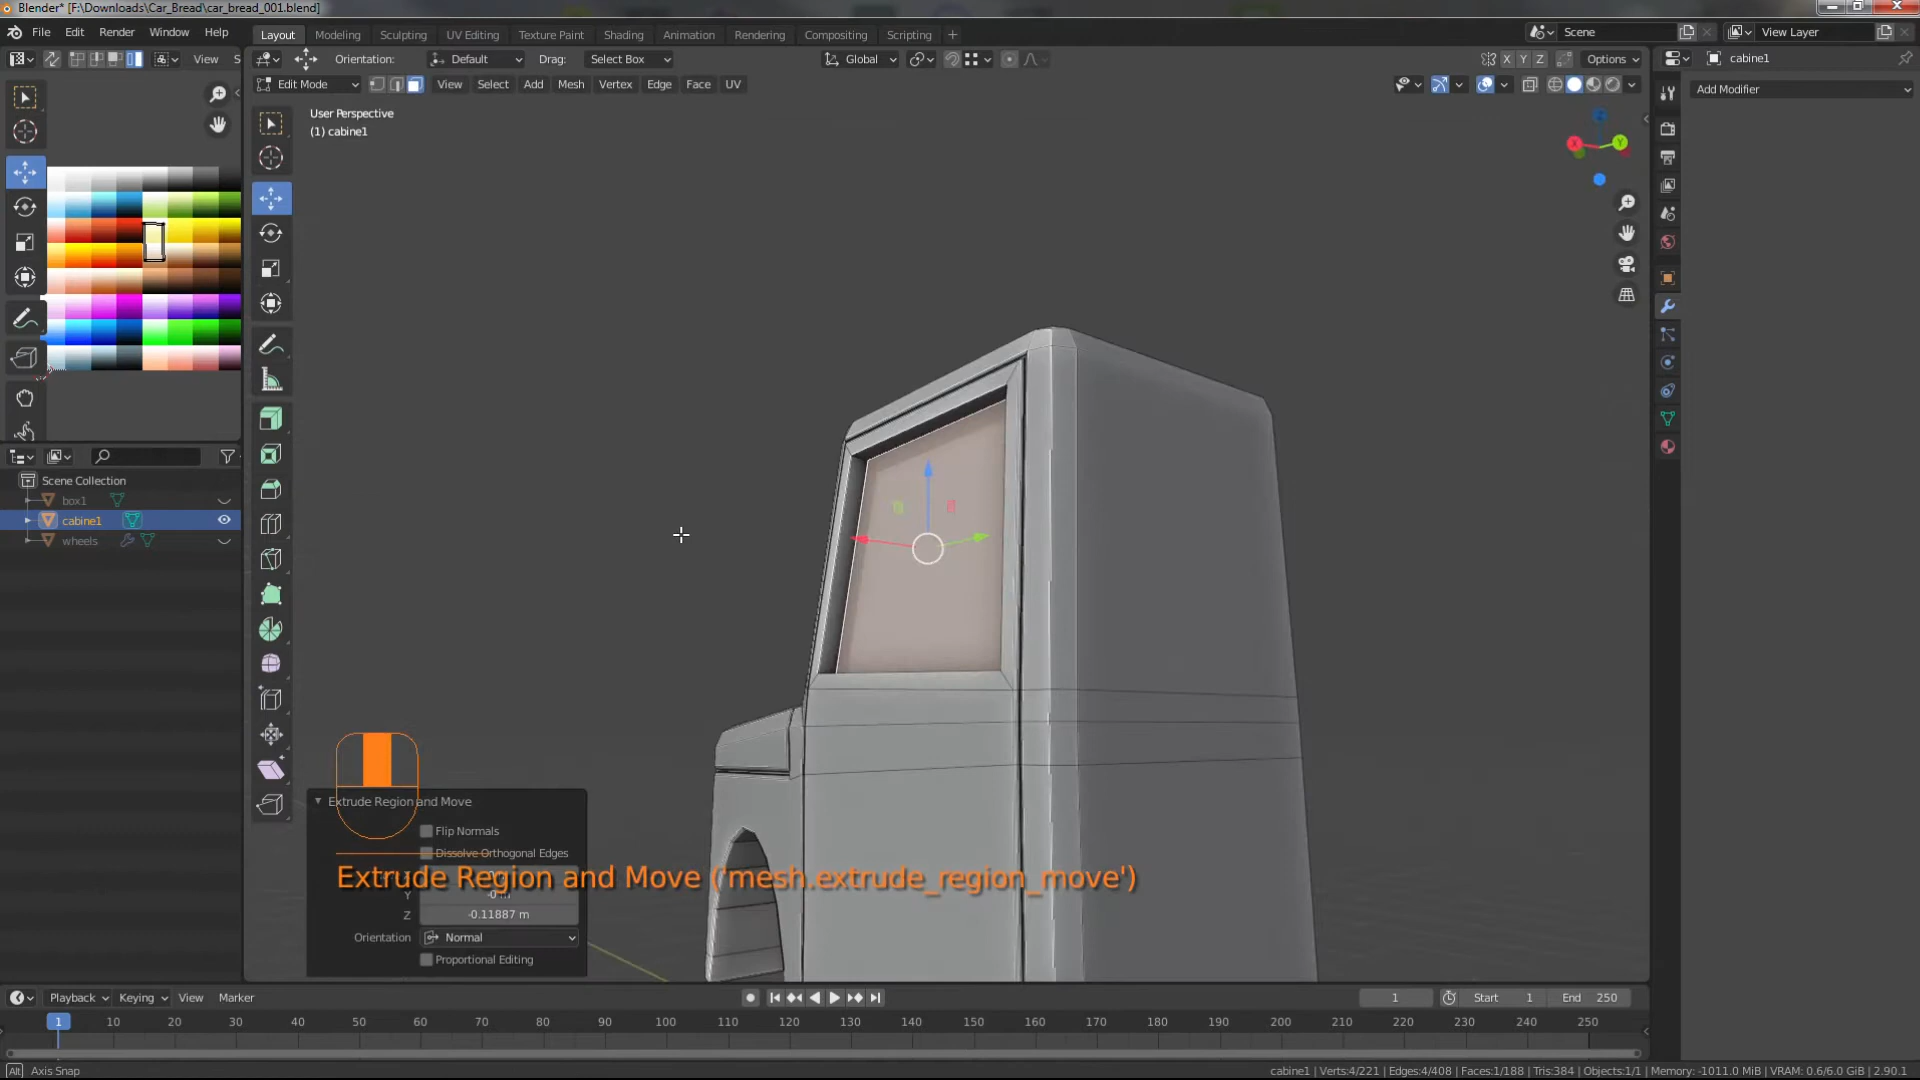 Blender* [F:\Downloads\Car_Bread\car_bread_001.blend]
File Edit Render Window Help
Layout Modeling Sculpting UV Editing Texture Paint Shading Animation Rendering Compositing Scripting +
Scene
View Layer
View S
Orientation: Default Drag: Select Box
Global
X Y Z Options
cabine1
Edit Mode View Select Add Mesh Vertex Edge Face UV
Add Modifier
User Perspective
(1) cabine1
X
Y
Scene Collection
box1
cabine1
wheels
Extrude Region and Move
Flip Normals
Dissolve Orthogonal Edges
Extrude Region and Move ('mesh.extrude_region_move')
Y -0 m
Z -0.11887 m
Orientation Normal
Proportional Editing
Playback Keying View Marker
1 Start 1 End 250
1 10 20 30 40 50 60 70 80 90 100 110 120 130 140 150 160 170 180 190 200 210 220 230 240 250
Alt Axis Snap
cabine1 | Verts:4/221 | Edges:4/408 | Faces:1/188 | Tris:384 | Objects:1/1 | Memory: -1011.0 MiB | VRAM: 0.6/6.0 GiB | 2.90.1